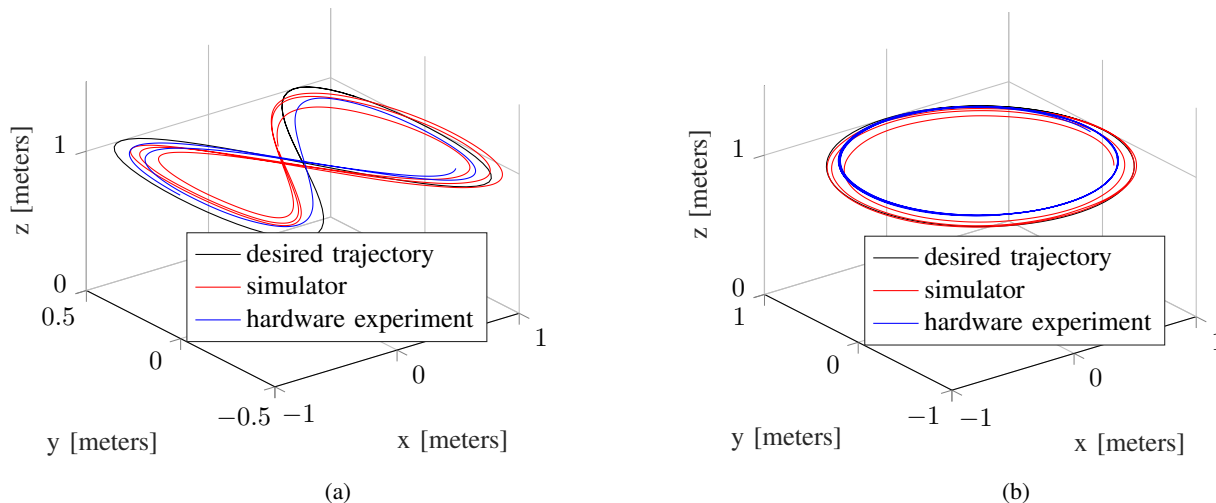 z [meters]
1
0
0.5
0
−0.5
−1
0
1
y [meters]
x [meters]
desired trajectory
simulator
hardware experiment
(a)
z [meters]
1
0
1
0
−1
−1
0
1
y [meters]
x [meters]
desired trajectory
simulator
hardware experiment
(b)